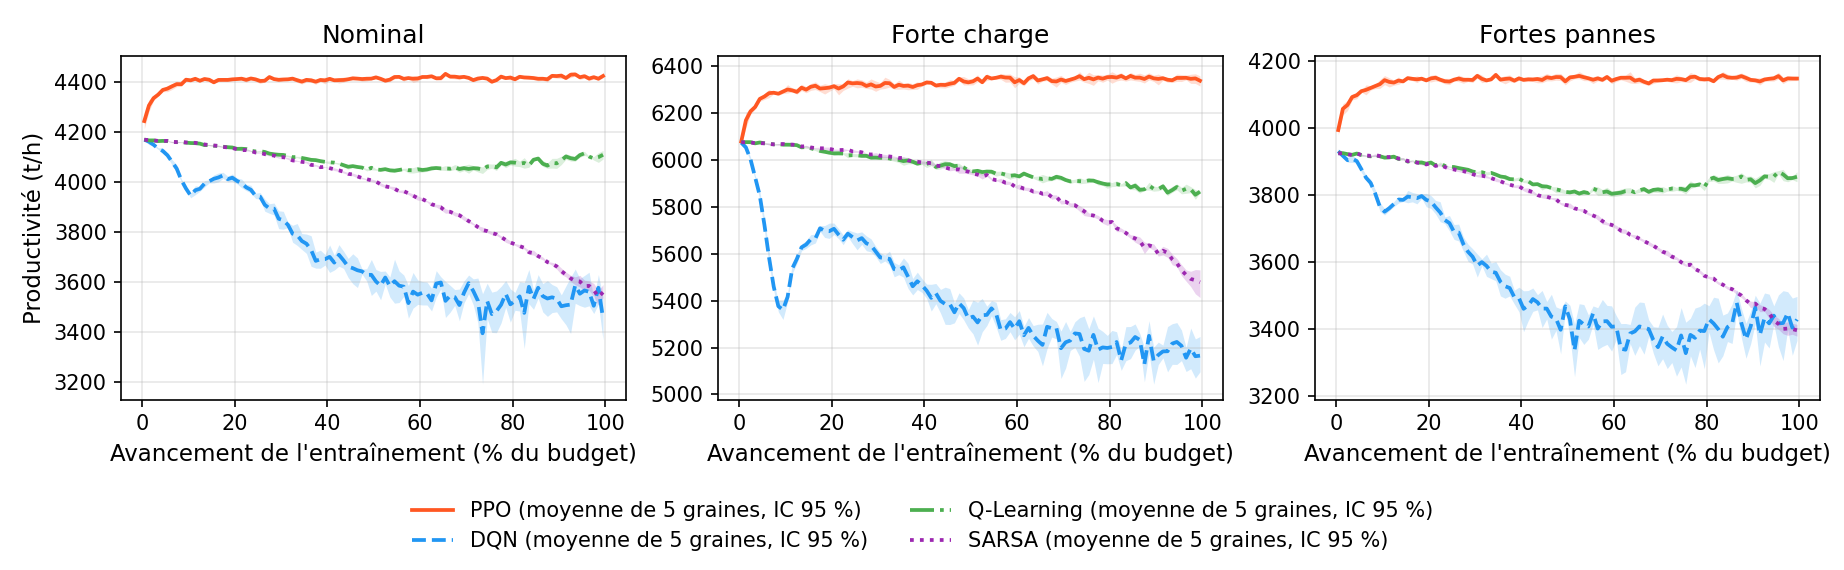 Nominal
Forte charge
Fortes pannes
Productivité (t/h)
4400
4200
4000
3800
3600
3400
3200
0 20 40 60 80 100
Avancement de l'entraînement (% du budget)
6400
6200
6000
5800
5600
5400
5200
5000
0 20 40 60 80 100
Avancement de l'entraînement (% du budget)
4200
4000
3800
3600
3400
3200
0 20 40 60 80 100
Avancement de l'entraînement (% du budget)
PPO (moyenne de 5 graines, IC 95 %)
DQN (moyenne de 5 graines, IC 95 %)
Q-Learning (moyenne de 5 graines, IC 95 %)
SARSA (moyenne de 5 graines, IC 95 %)